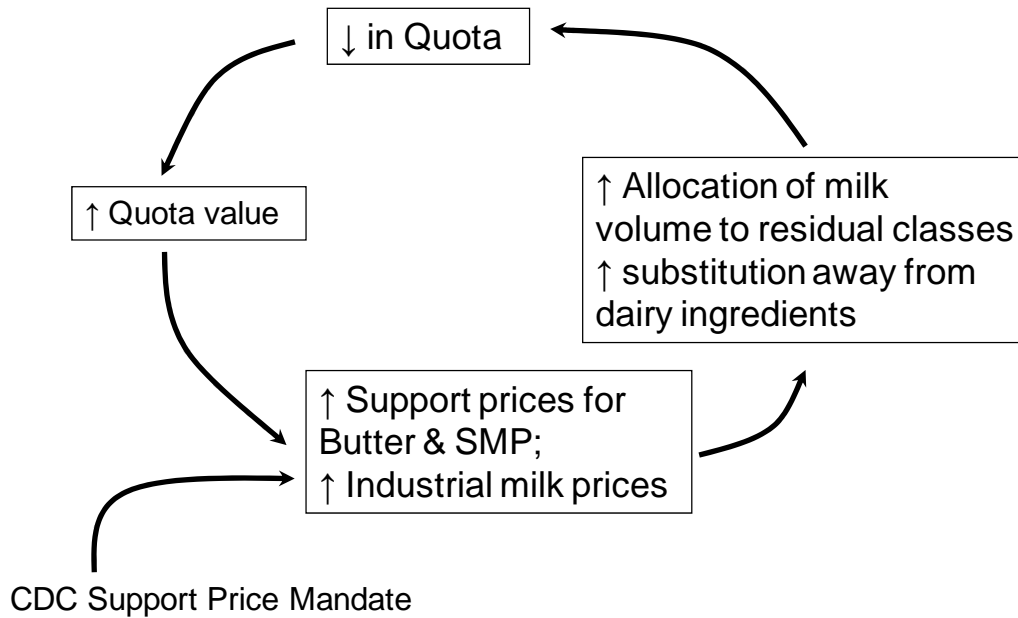 ↓ in Quota
↑ Quota value
↑ Allocation of milk
volume to residual classes
↑ substitution away from
dairy ingredients
↑ Support prices for
Butter & SMP;
↑ Industrial milk prices
CDC Support Price Mandate